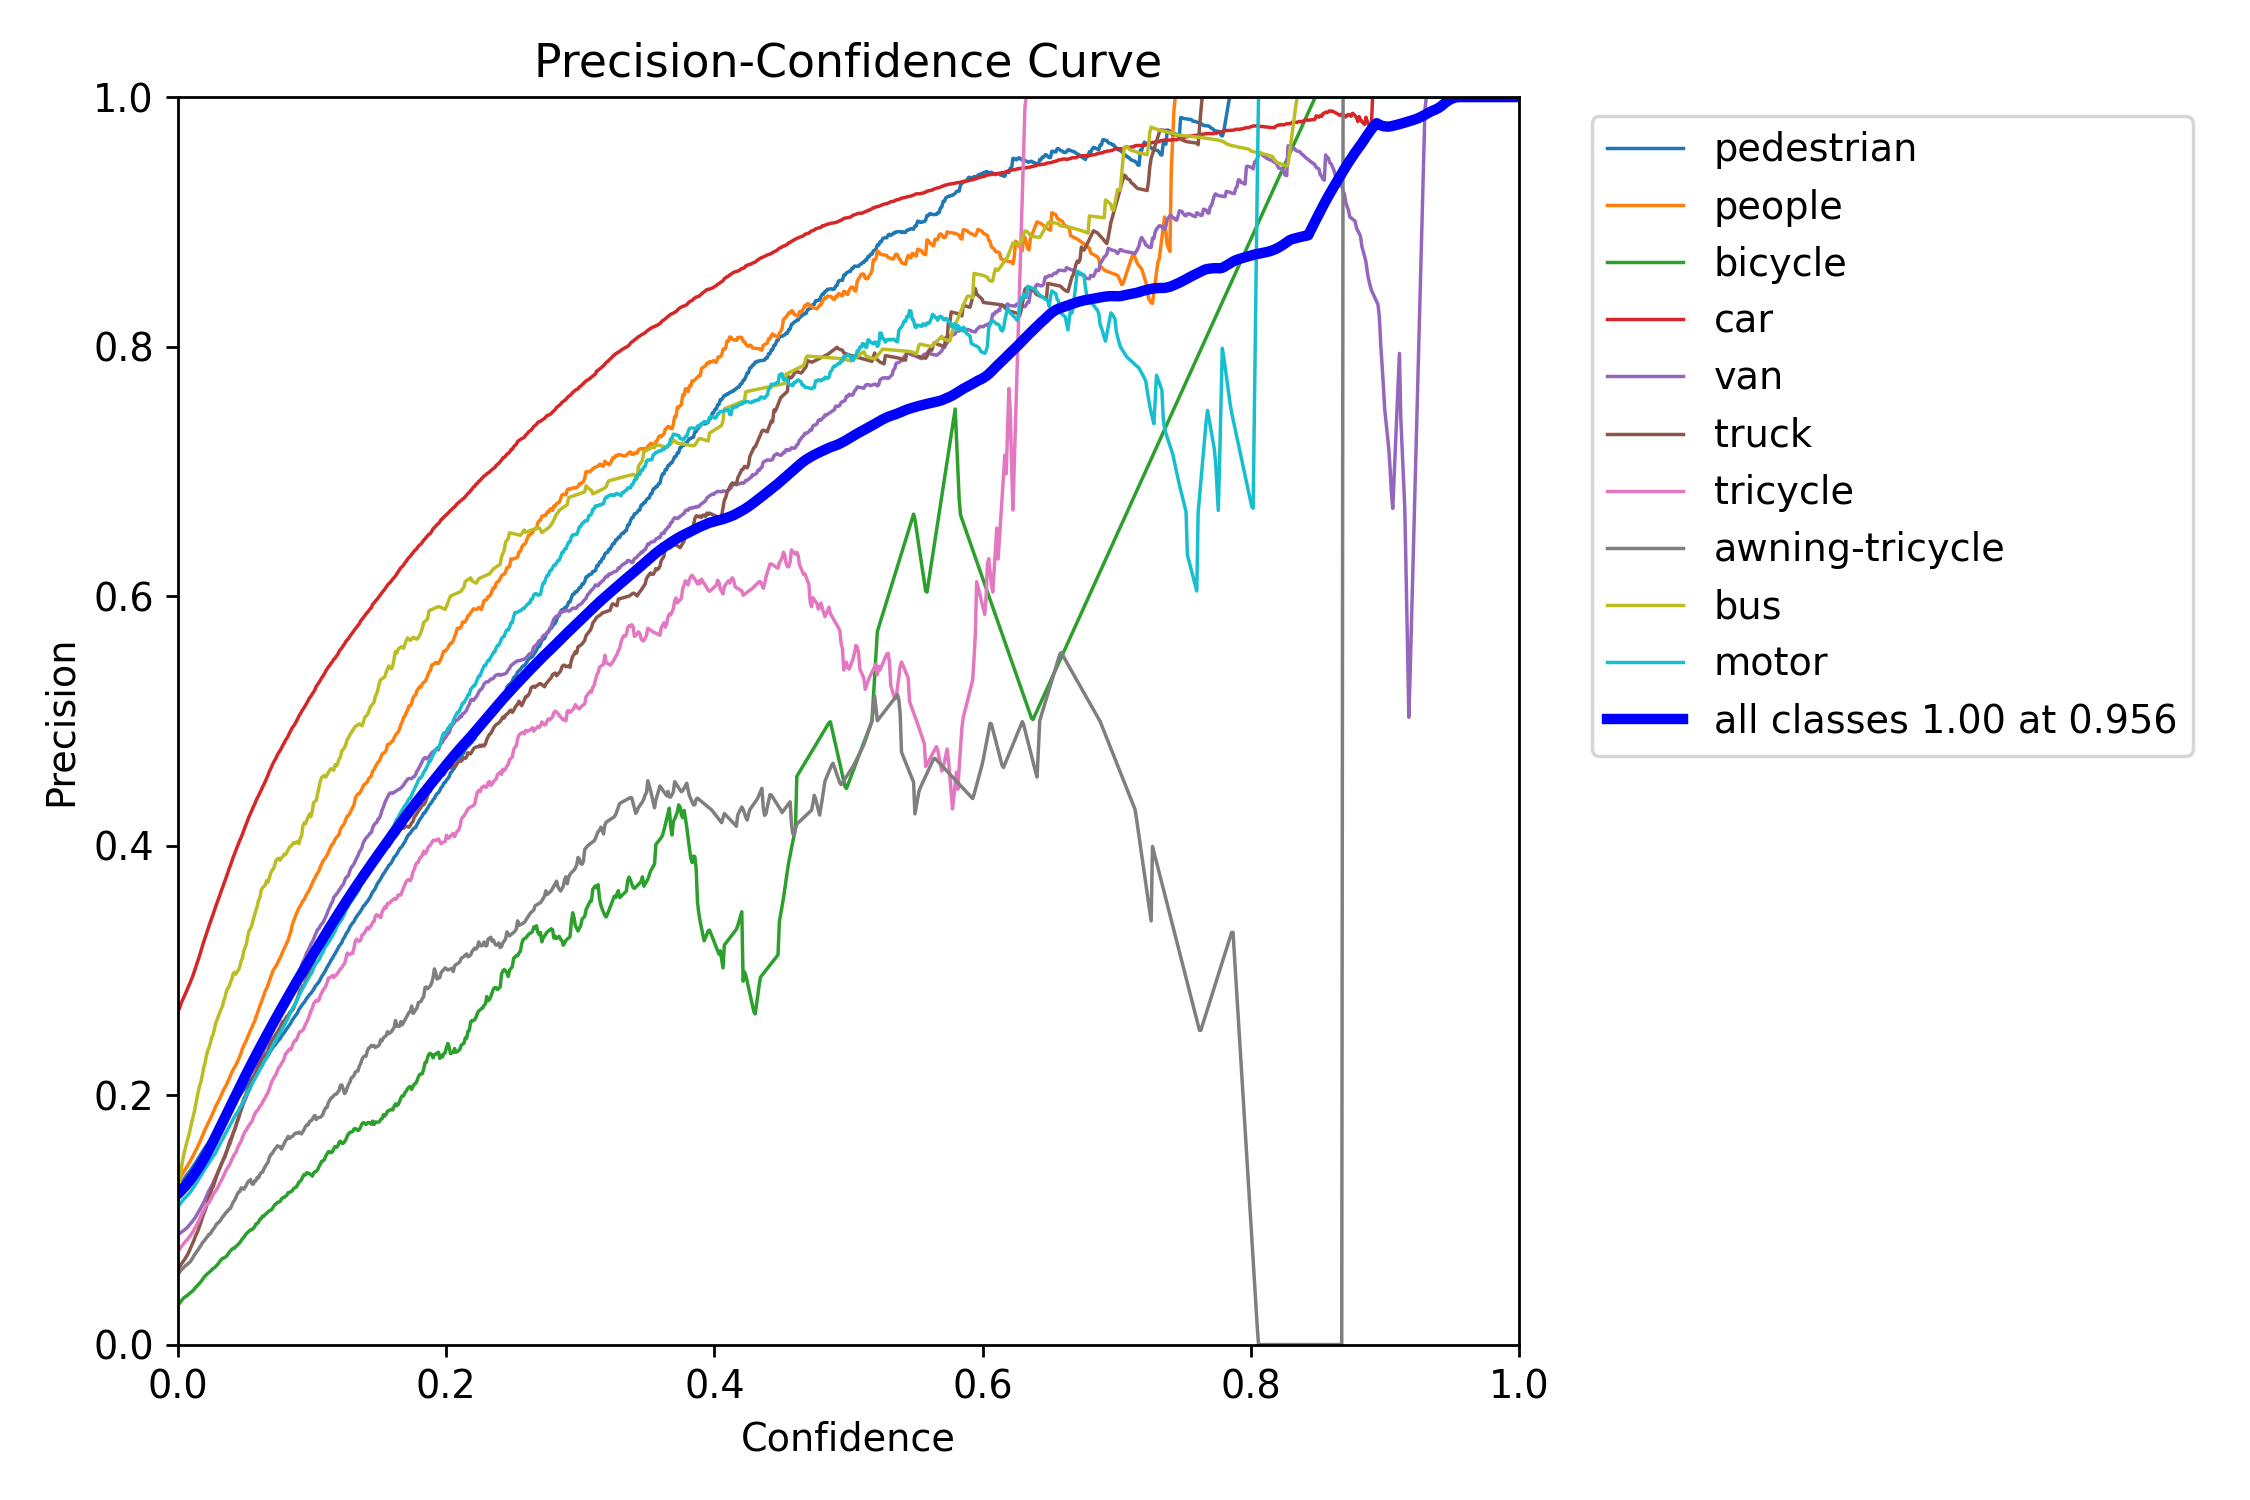 Precision-Confidence Curve
1.0
0.8
0.6
0.4
0.2
0.0
Precision
0.0 0.2 0.4 0.6 0.8 1.0
Confidence
pedestrian
people
bicycle
car
van
truck
tricycle
awning-tricycle
bus
motor
all classes 1.00 at 0.956